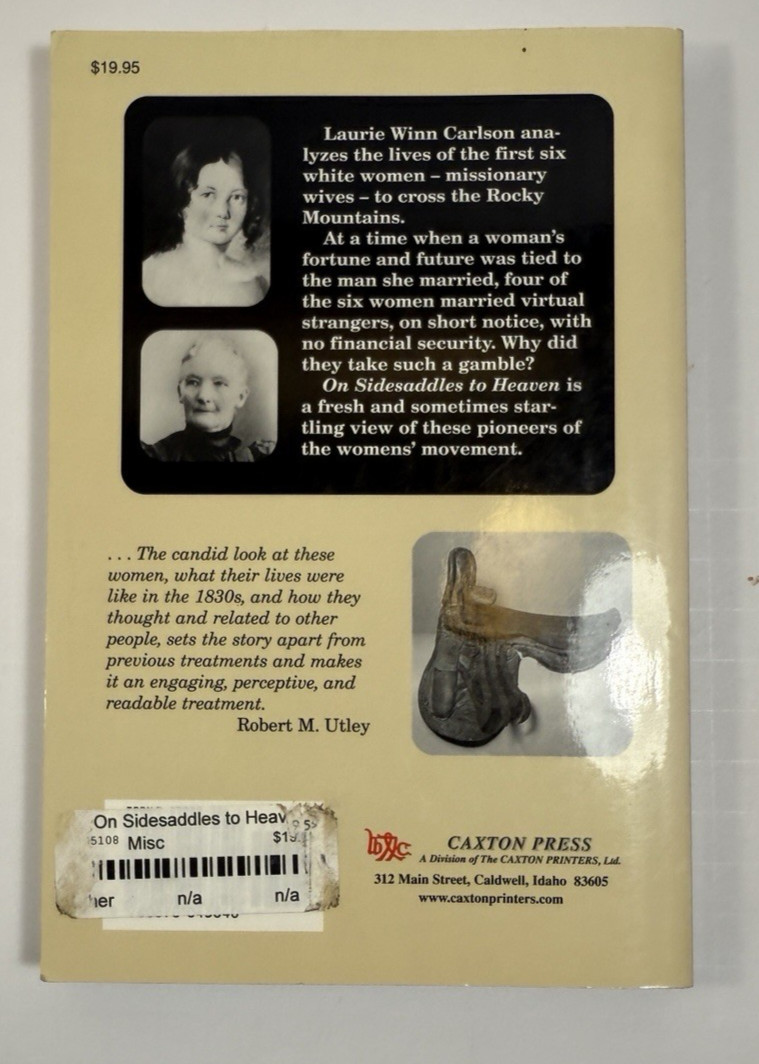 $19.95
Laurie Winn Carlson ana-
lyzes the lives of the first six
white women – missionary
wives – to cross the Rocky
Mountains.
At a time when a woman's
fortune and future was tied to
the man she married, four of
the six women married virtual
strangers, on short notice, with
no financial security. Why did
they take such a gamble?
On Sidesaddles to Heaven is
a fresh and sometimes star-
tling view of these pioneers of
the womens' movement.
. . . The candid look at these
women, what their lives were
like in the 1830s, and how they
thought and related to other
people, sets the story apart from
previous treatments and makes
it an engaging, perceptive, and
readable treatment.
Robert M. Utley
On Sidesaddles to Heav
5108 Misc $19.
her n/a n/a
CAXTON PRESS
A Division of The CAXTON PRINTERS, Ltd.
312 Main Street, Caldwell, Idaho 83605
www.caxtonprinters.com